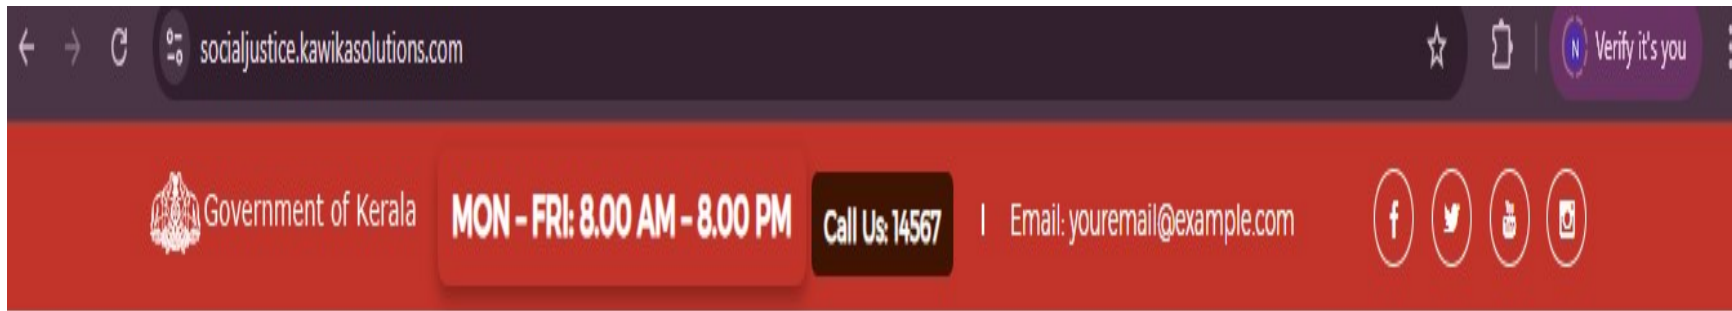 socialjustice.kawikasolutions.com
N Verify it's you
Government of Kerala MON – FRI: 8.00 AM – 8.00 PM Call Us: 14567 | Email: youremail@example.com